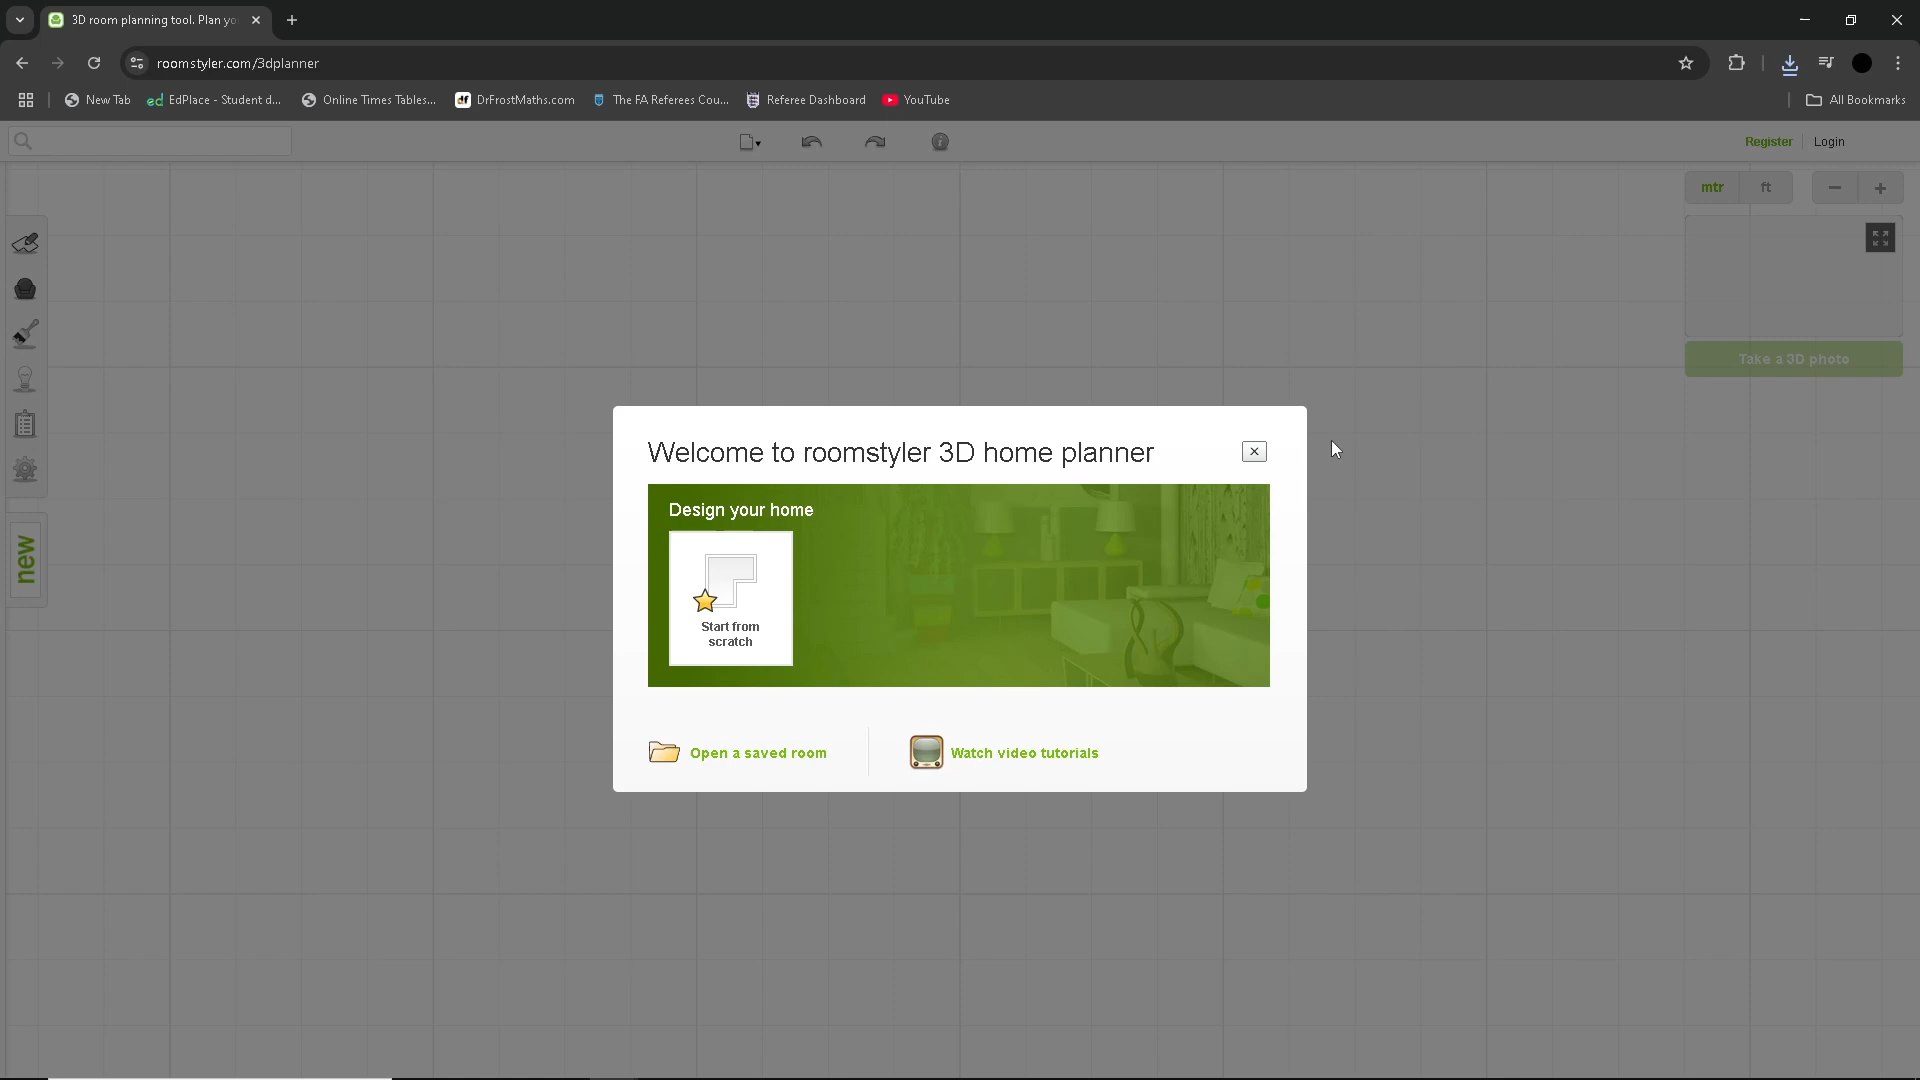 3D room planning tool. Plan yo
roomstyler.com/3dplanner
New Tab
EdPlace - Student d...
Online Times Tables...
DrFrostMaths.com
The FA Referees Cou...
Referee Dashboard
YouTube
All Bookmarks
Register
Login
mtr
ft
Take a 3D photo
new
Welcome to roomstyler 3D home planner
Design your home
Start from
scratch
Open a saved room
Watch video tutorials